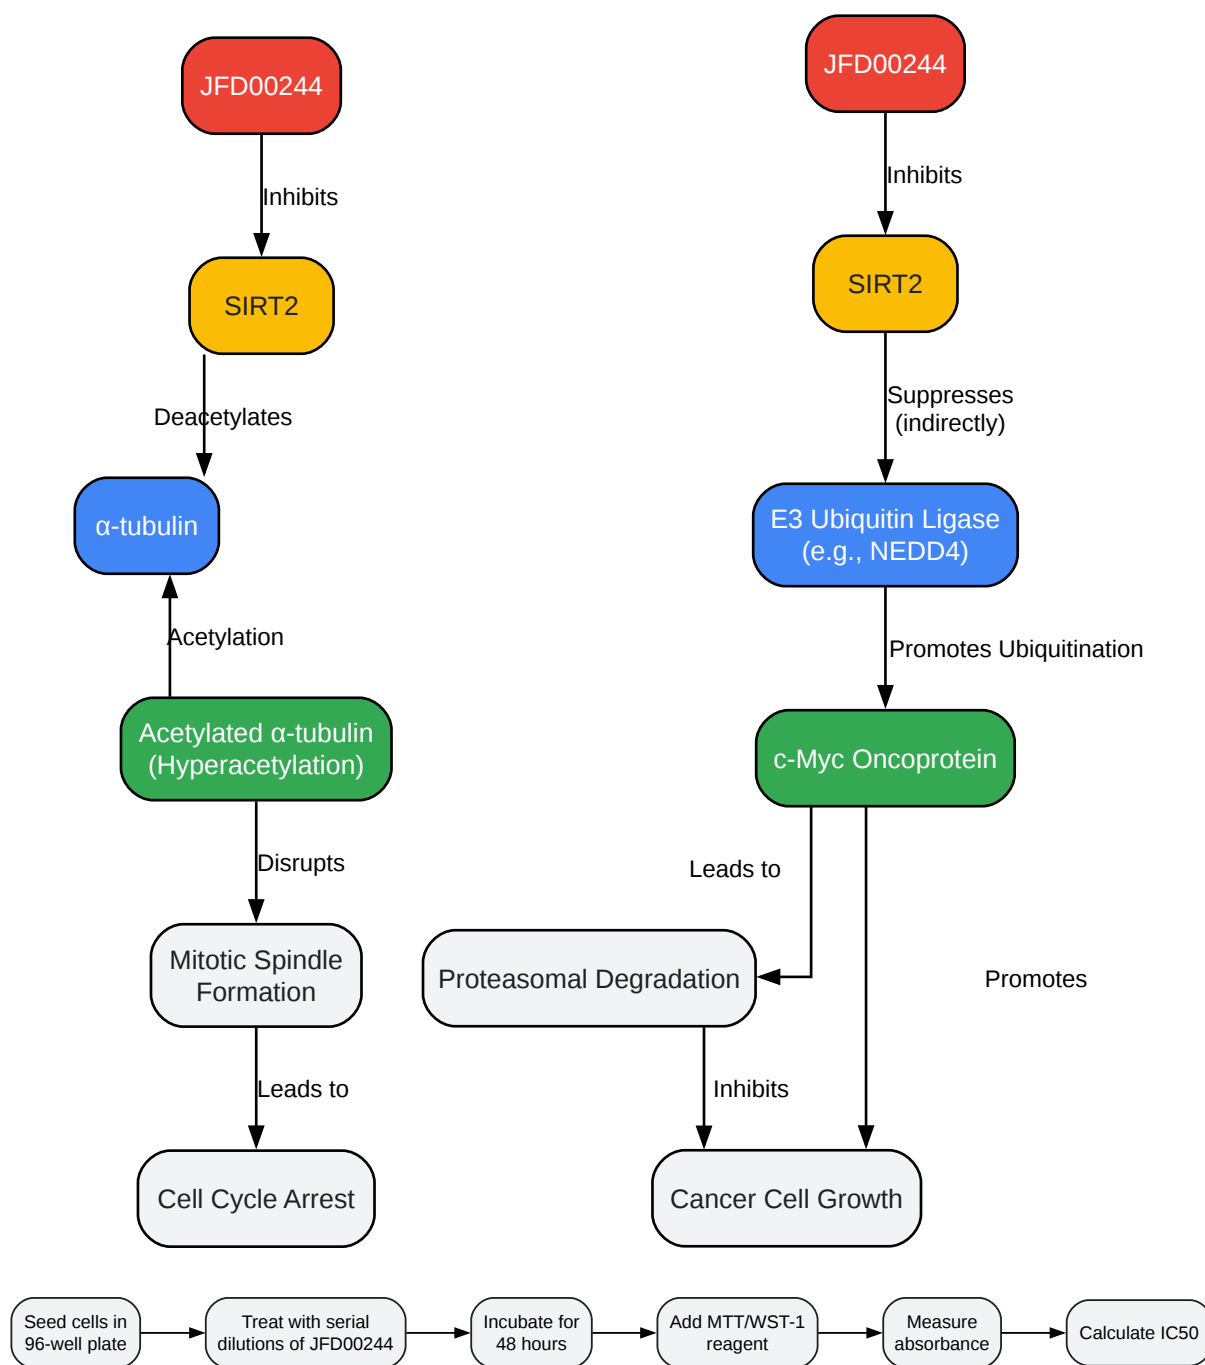 JFD00244
Inhibits
SIRT2
Deacetylates
α-tubulin
Acetylation
Acetylated α-tubulin
(Hyperacetylation)
Disrupts
Mitotic Spindle
Formation
Leads to
Cell Cycle Arrest
JFD00244
Inhibits
SIRT2
Suppresses
(indirectly)
E3 Ubiquitin Ligase
(e.g., NEDD4)
Promotes Ubiquitination
c-Myc Oncoprotein
Leads to
Proteasomal Degradation
Promotes
Inhibits
Cancer Cell Growth
Seed cells in
96-well plate
Treat with serial
dilutions of JFD00244
Incubate for
48 hours
Add MTT/WST-1
reagent
Measure
absorbance
Calculate IC50